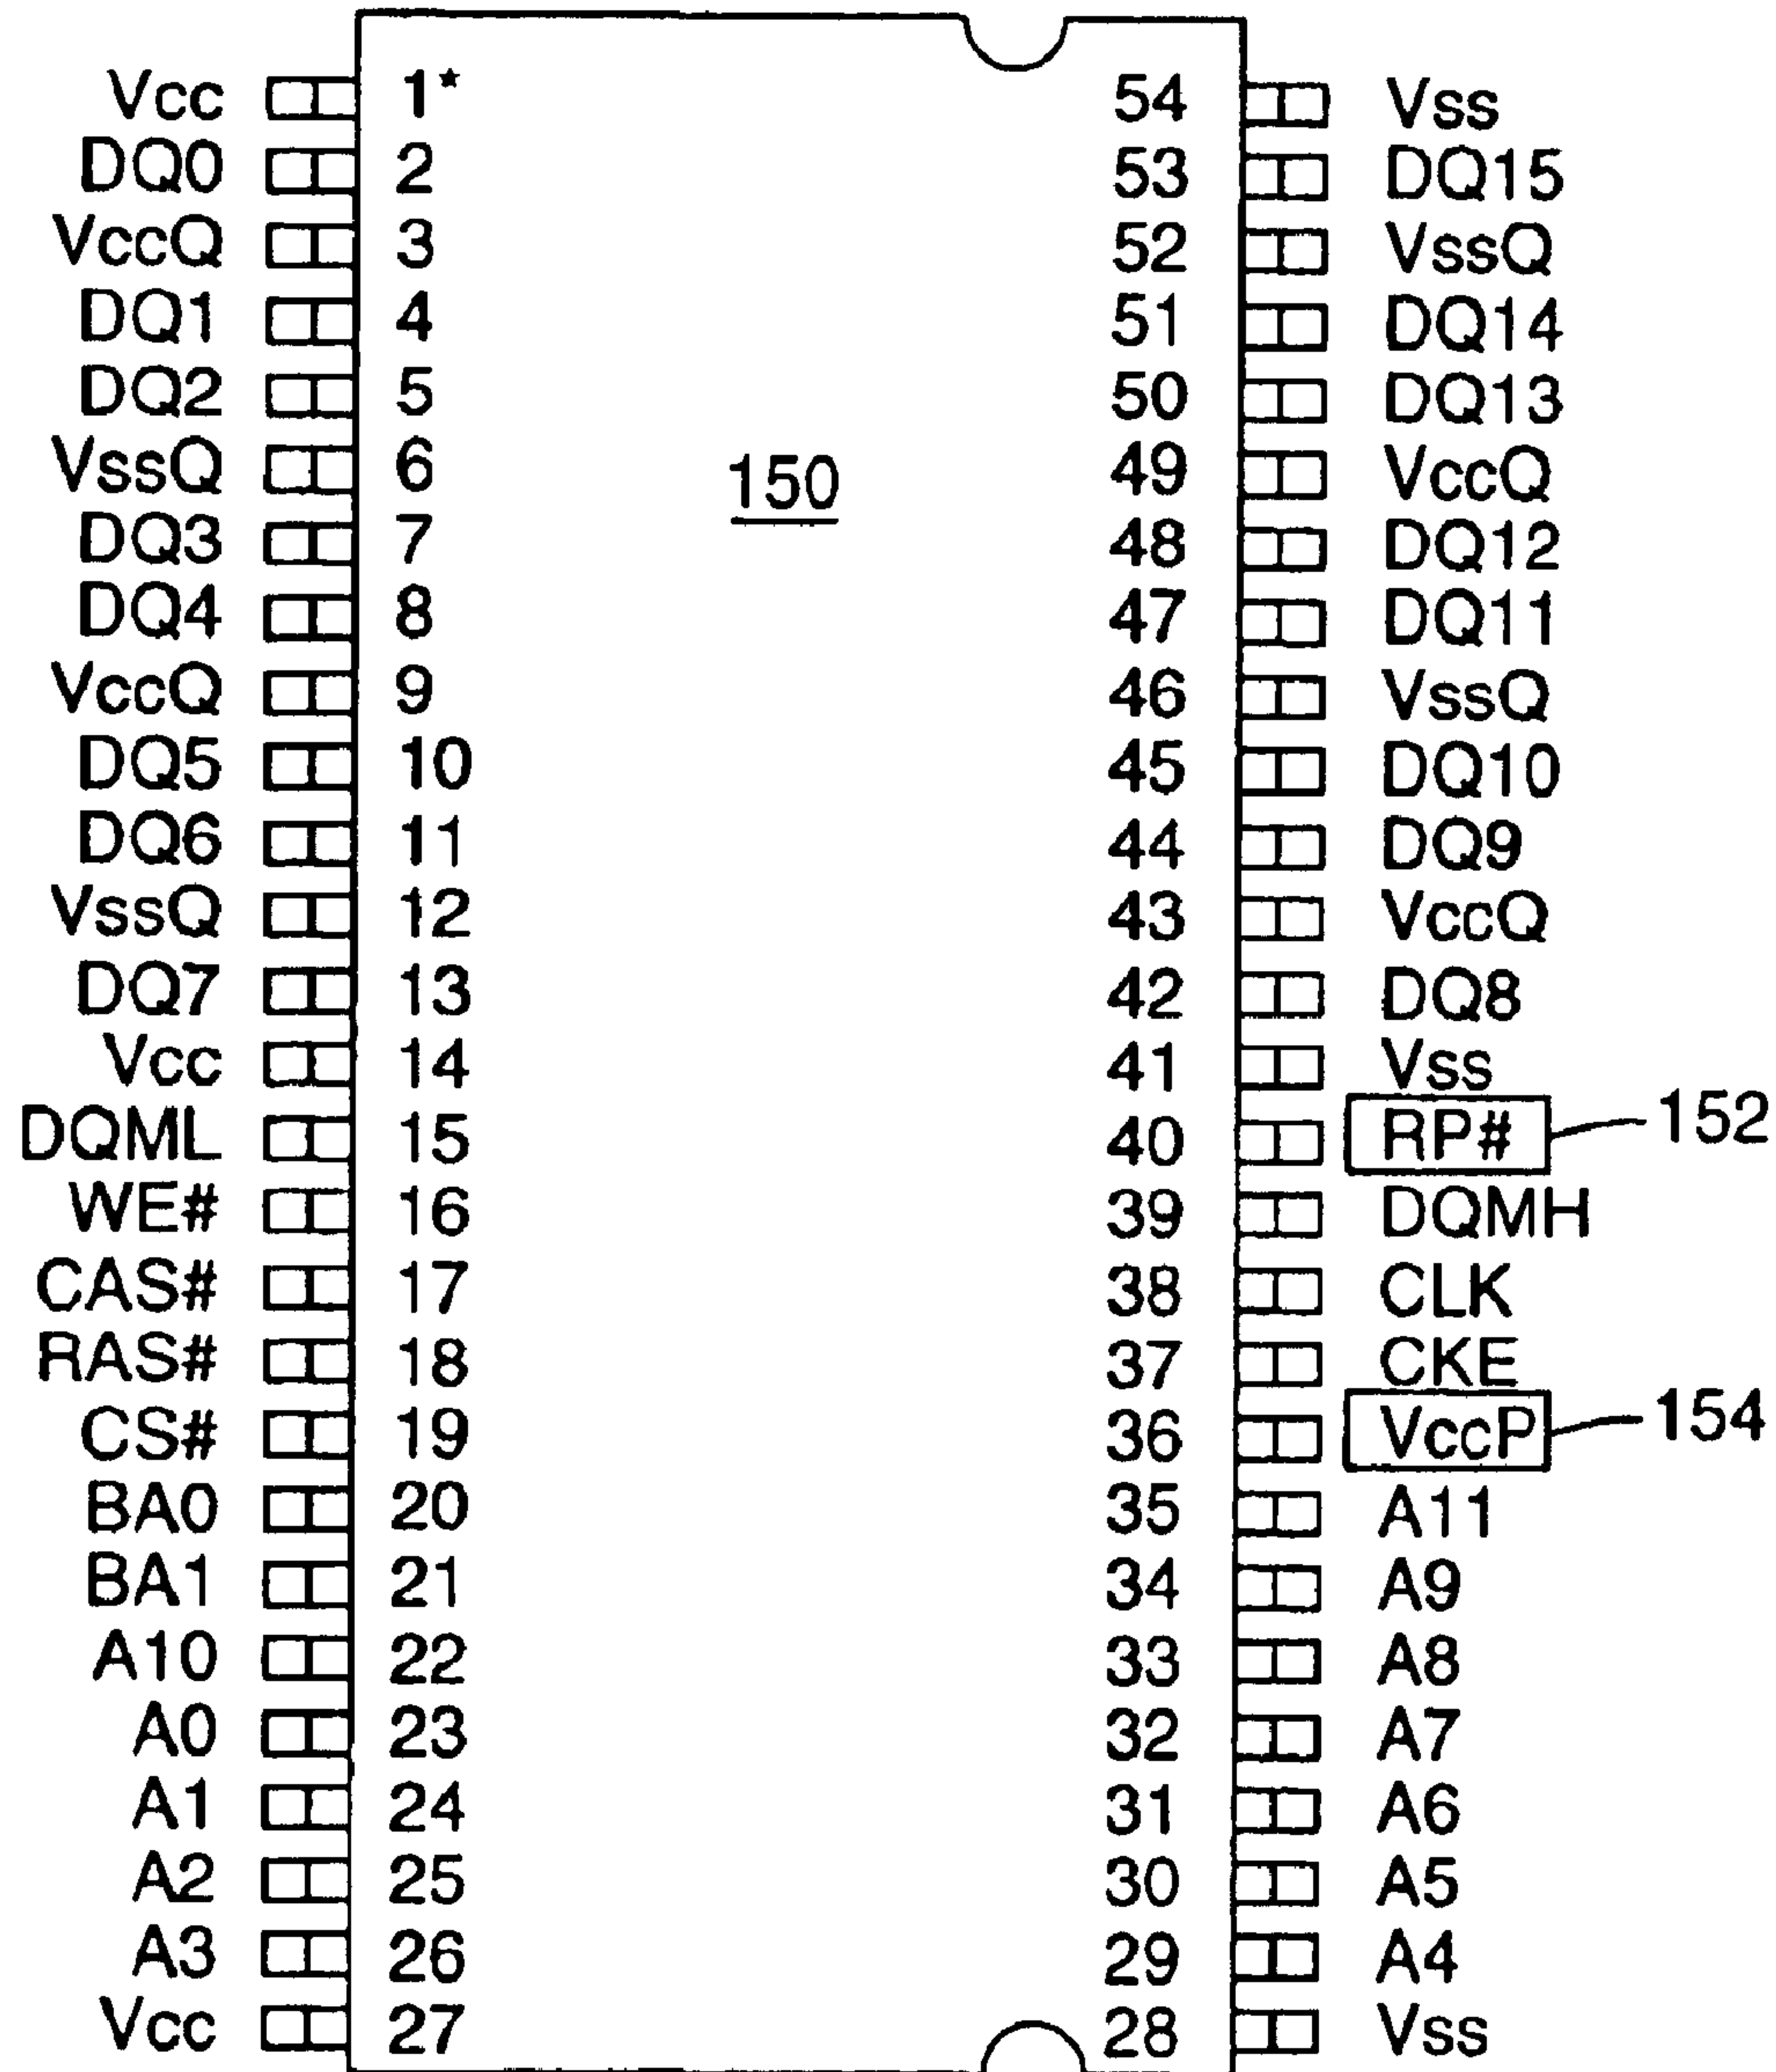 Vcc 1* 54 Vss
DQ0 2 53 DQ15
VccQ 3 52 VssQ
DQ1 4 51 DQ14
DQ2 5 50 DQ13
VssQ 6 150 49 VccQ
DQ3 7 48 DQ12
DQ4 8 47 DQ11
VccQ 9 46 VssQ
DQ5 10 45 DQ10
DQ6 11 44 DQ9
VssQ 12 43 VccQ
DQ7 13 42 DQ8
Vcc 14 41 Vss
DQML 15 40 RP# 152
WE# 16 39 DQMH
CAS# 17 38 CLK
RAS# 18 37 CKE
CS# 19 36 VccP 154
BA0 20 35 A11
BA1 21 34 A9
A10 22 33 A8
A0 23 32 A7
A1 24 31 A6
A2 25 30 A5
A3 26 29 A4
Vcc 27 28 Vss